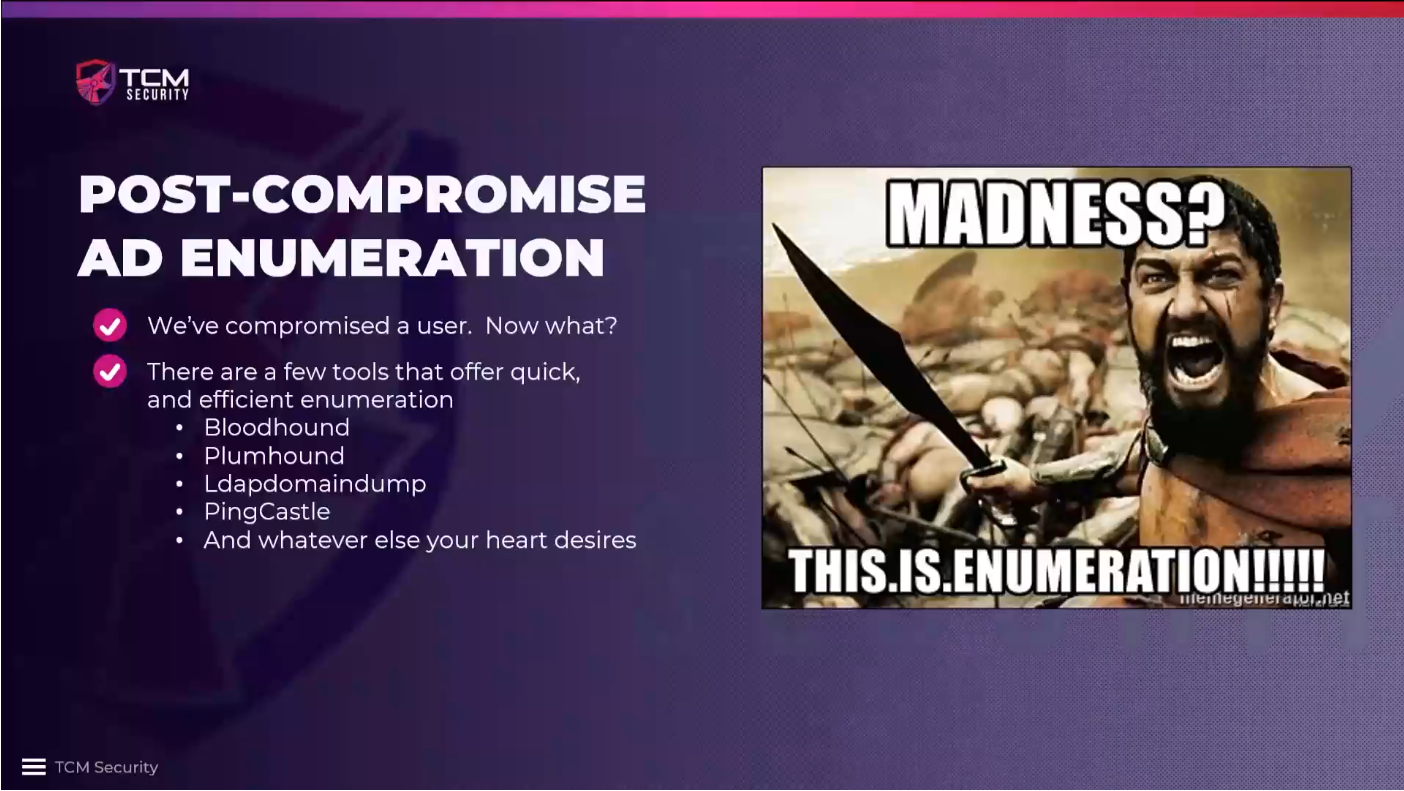 TCM
SECURITY
POST-COMPROMISE
AD ENUMERATION
We’ve compromised a user.  Now what?
There are a few tools that offer quick,
and efficient enumeration
• Bloodhound
• Plumhound
• Ldapdomaindump
• PingCastle
• And whatever else your heart desires
MADNESS?
THIS.IS.ENUMERATION!!!!!
memegenerator.net
TCM Security